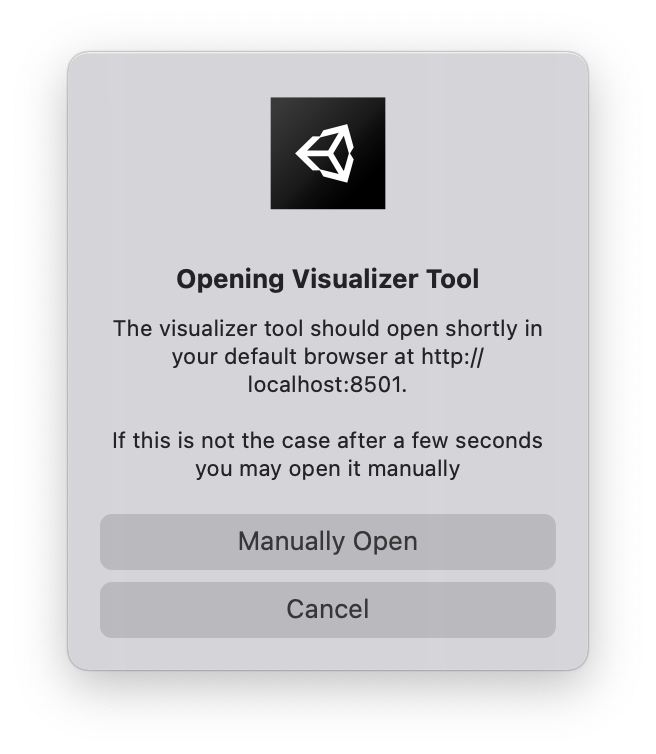 Opening Visualizer Tool
The visualizer tool should open shortly in
your default browser at http://
localhost:8501.
If this is not the case after a few seconds
you may open it manually
Manually Open
Cancel